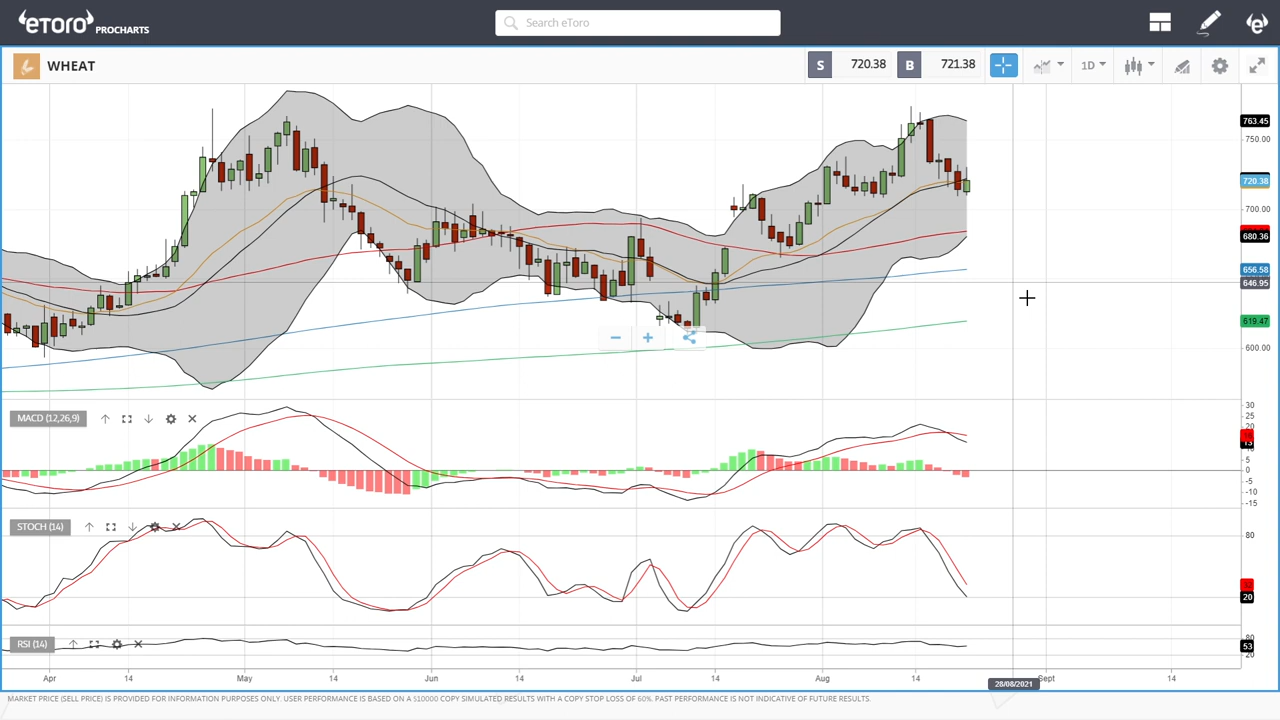 eToro PROCHARTS
Search eToro
WHEAT
S 720.38 B 721.38
1D
763.45
750.00
720.38
700.00
680.36
656.58
646.95
619.47
600.00
MACD (12,26,9)
30
25
20
10
5
0
-5
-10
-15
STOCH (14)
80
20
RSI (14)
80
53
20
Apr 14 May 14 Jun 14 Jul 14 Aug 14 28/08/2021 Sept 14
MARKET PRICE (SELL PRICE) IS PROVIDED FOR INFORMATION PURPOSES ONLY. USER PERFORMANCE IS BASED ON A $10000 COPY SIMULATED RESULTS WITH A COPY STOP LOSS OF 60%. PAST PERFORMANCE IS NOT INDICATIVE OF FUTURE RESULTS.